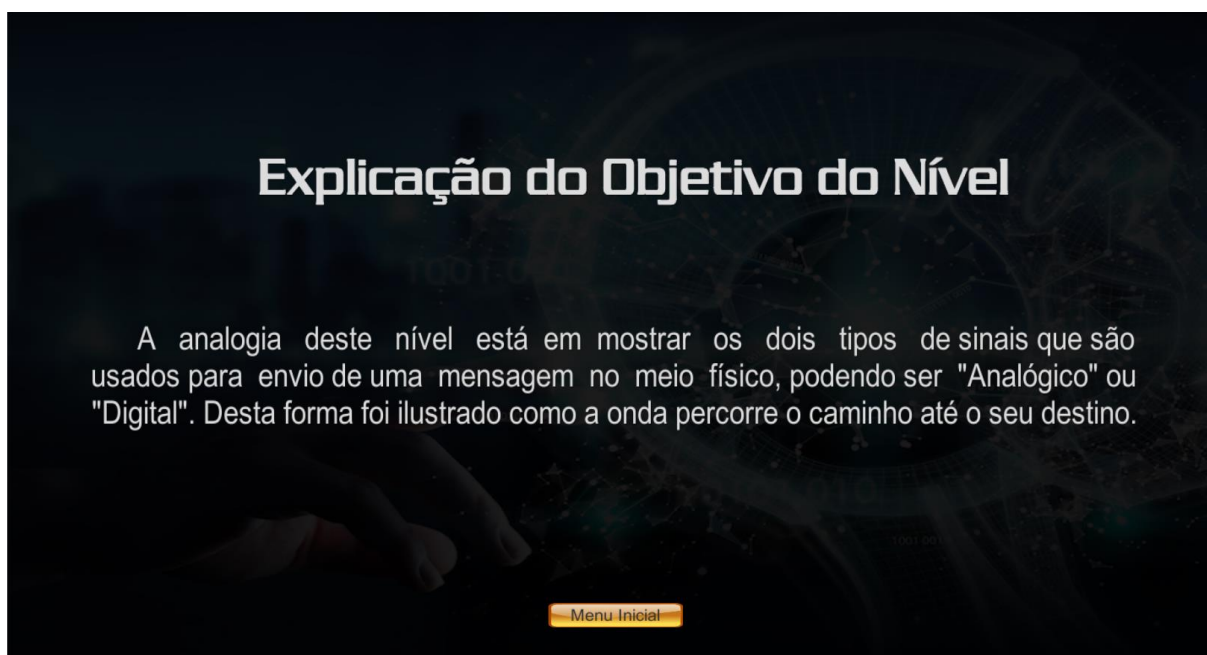 Explicação do Objetivo do Nível
A analogia deste nível está em mostrar os dois tipos de sinais que são
usados para envio de uma mensagem no meio físico, podendo ser "Analógico" ou
"Digital". Desta forma foi ilustrado como a onda percorre o caminho até o seu destino.
Menu Inicial